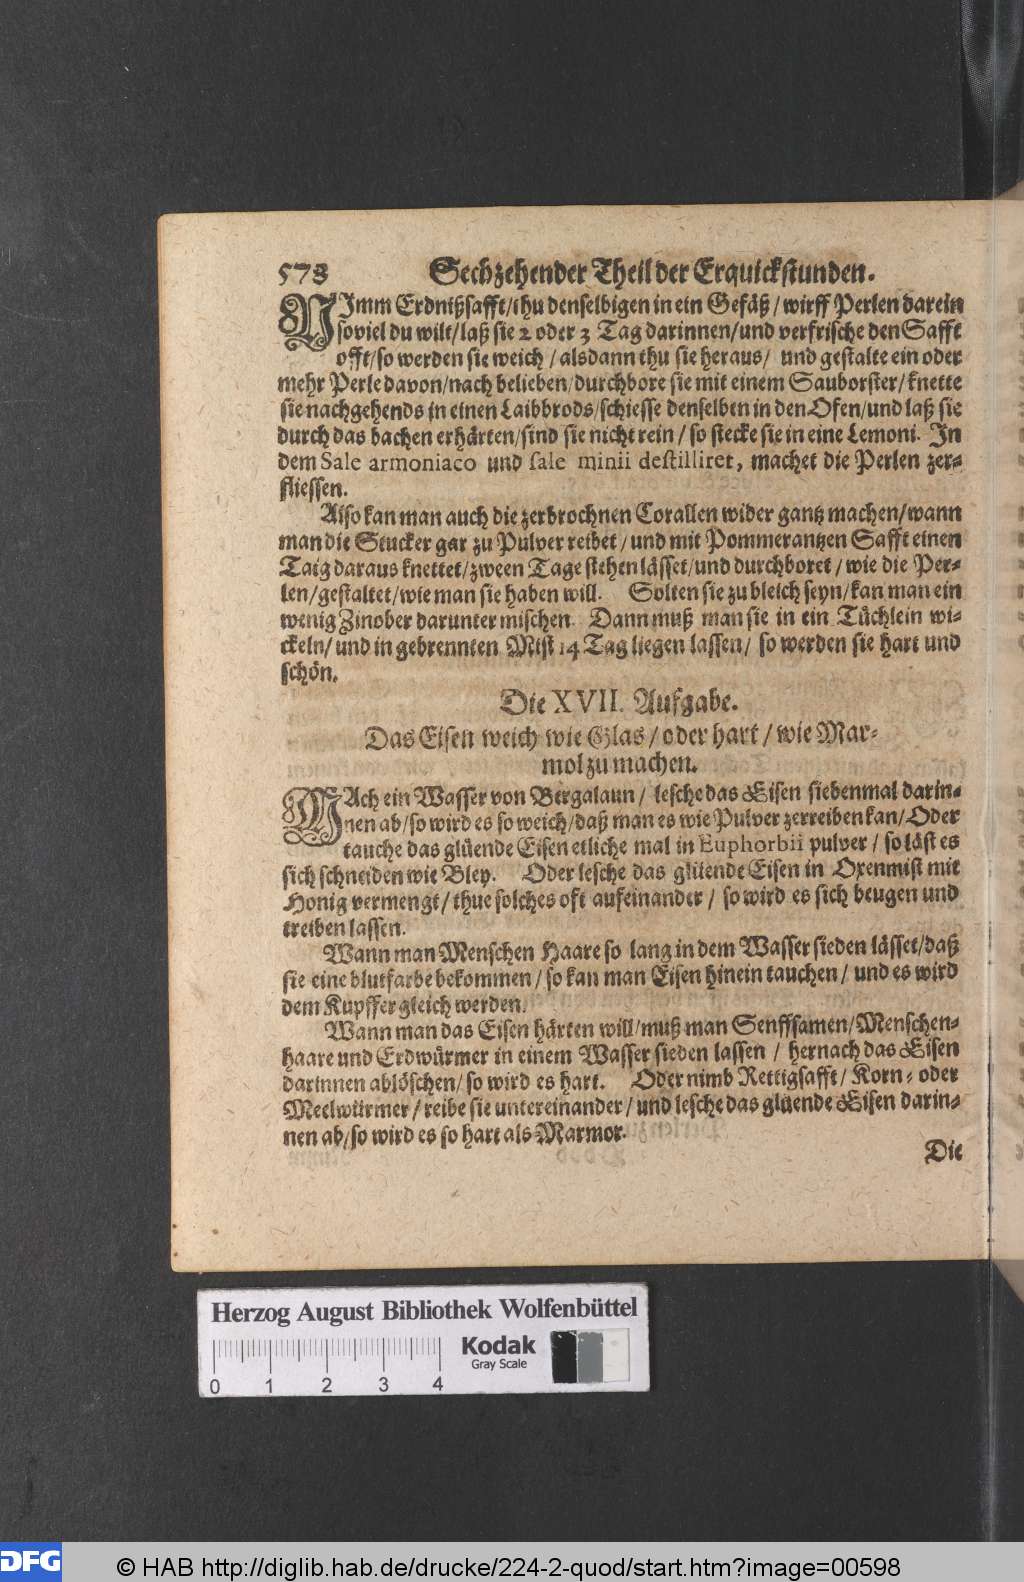 573 Sechzehender Theil der Erquickstunden.
NImm Erdnißsafft/thu denselbigen in ein Gefäß / wirff Perlen darein
soviel du wilt/laß sie 2 oder 3 Tag darinnen/und verfrische den Safft
offt/so werden sie weich / alsdann thu sie heraus/ und gestalte ein oder
mehr Perle davon/nach belieben/durchbore sie mit einem Sauborster/knette
sie nachgehends in einen Laibbrods/schiesse denselben in den Ofen/und laß sie
durch das bachen erhärten/sind sie nicht rein / so stecke sie in eine Lemoni. In
dem Sale armoniaco und sale minii destilliret, machet die Perlen zer-
fliessen.
Also kan man auch die zerbrochnen Corallen wider gantz machen/wann
man die Stucker gar zu Pulver reibet / und mit Pommerantzen Safft einen
Taig daraus knettet/zween Tage stehen lässet/und durchboret / wie die Per-
len/gestaltet/wie man sie haben will. Solten sie zu bleich seyn/kan man ein
wenig Zinober darunter mischen. Dann muß man sie in ein Tüchlein wi-
ckeln/ und in gebrennten Mist 14 Tag liegen lassen/ so werden sie hart und
schön.
Die XVII. Aufgabe.
Das Eisen weich wie Glas / oder hart / wie Mar-
mol zu machen.
MAch ein Wasser von Bergalaun / lesche das Eisen siebenmal darin-
nen ab/so wird es so weich/daß man es wie Pulver zerreiben kan/Oder
tauche das glüende Eisen etliche mal in Euphorbii pulver / so läst es
sich schneiden wie Bley. Oder lesche das glüende Eisen in Oxenmist mit
Honig vermengt / thue solches oft aufeinander / so wird es sich beugen und
treiben lassen.
Wann man Menschen Haare so lang in dem Wasser sieden lässet/daß
sie eine blutfarbe bekommen / so kan man Eisen hinein tauchen / und es wird
dem Kupffer gleich werden.
Wann man das Eisen härten will/muß man Senffsamen/Menschen-
haare und Erdwürmer in einem Wasser sieden lassen / hernach das Eisen
darinnen ablöschen/so wird es hart. Oder nimb Rettigsafft / Korn- oder
Meelwürmer / reibe sie untereinander / und lesche das glüende Eisen darin-
nen ab/so wird es so hart als Marmor.
Die
Herzog August Bibliothek Wolfenbüttel
Kodak
Gray Scale
0 1 2 3 4
DFG © HAB http://diglib.hab.de/drucke/224-2-quod/start.htm?image=00598